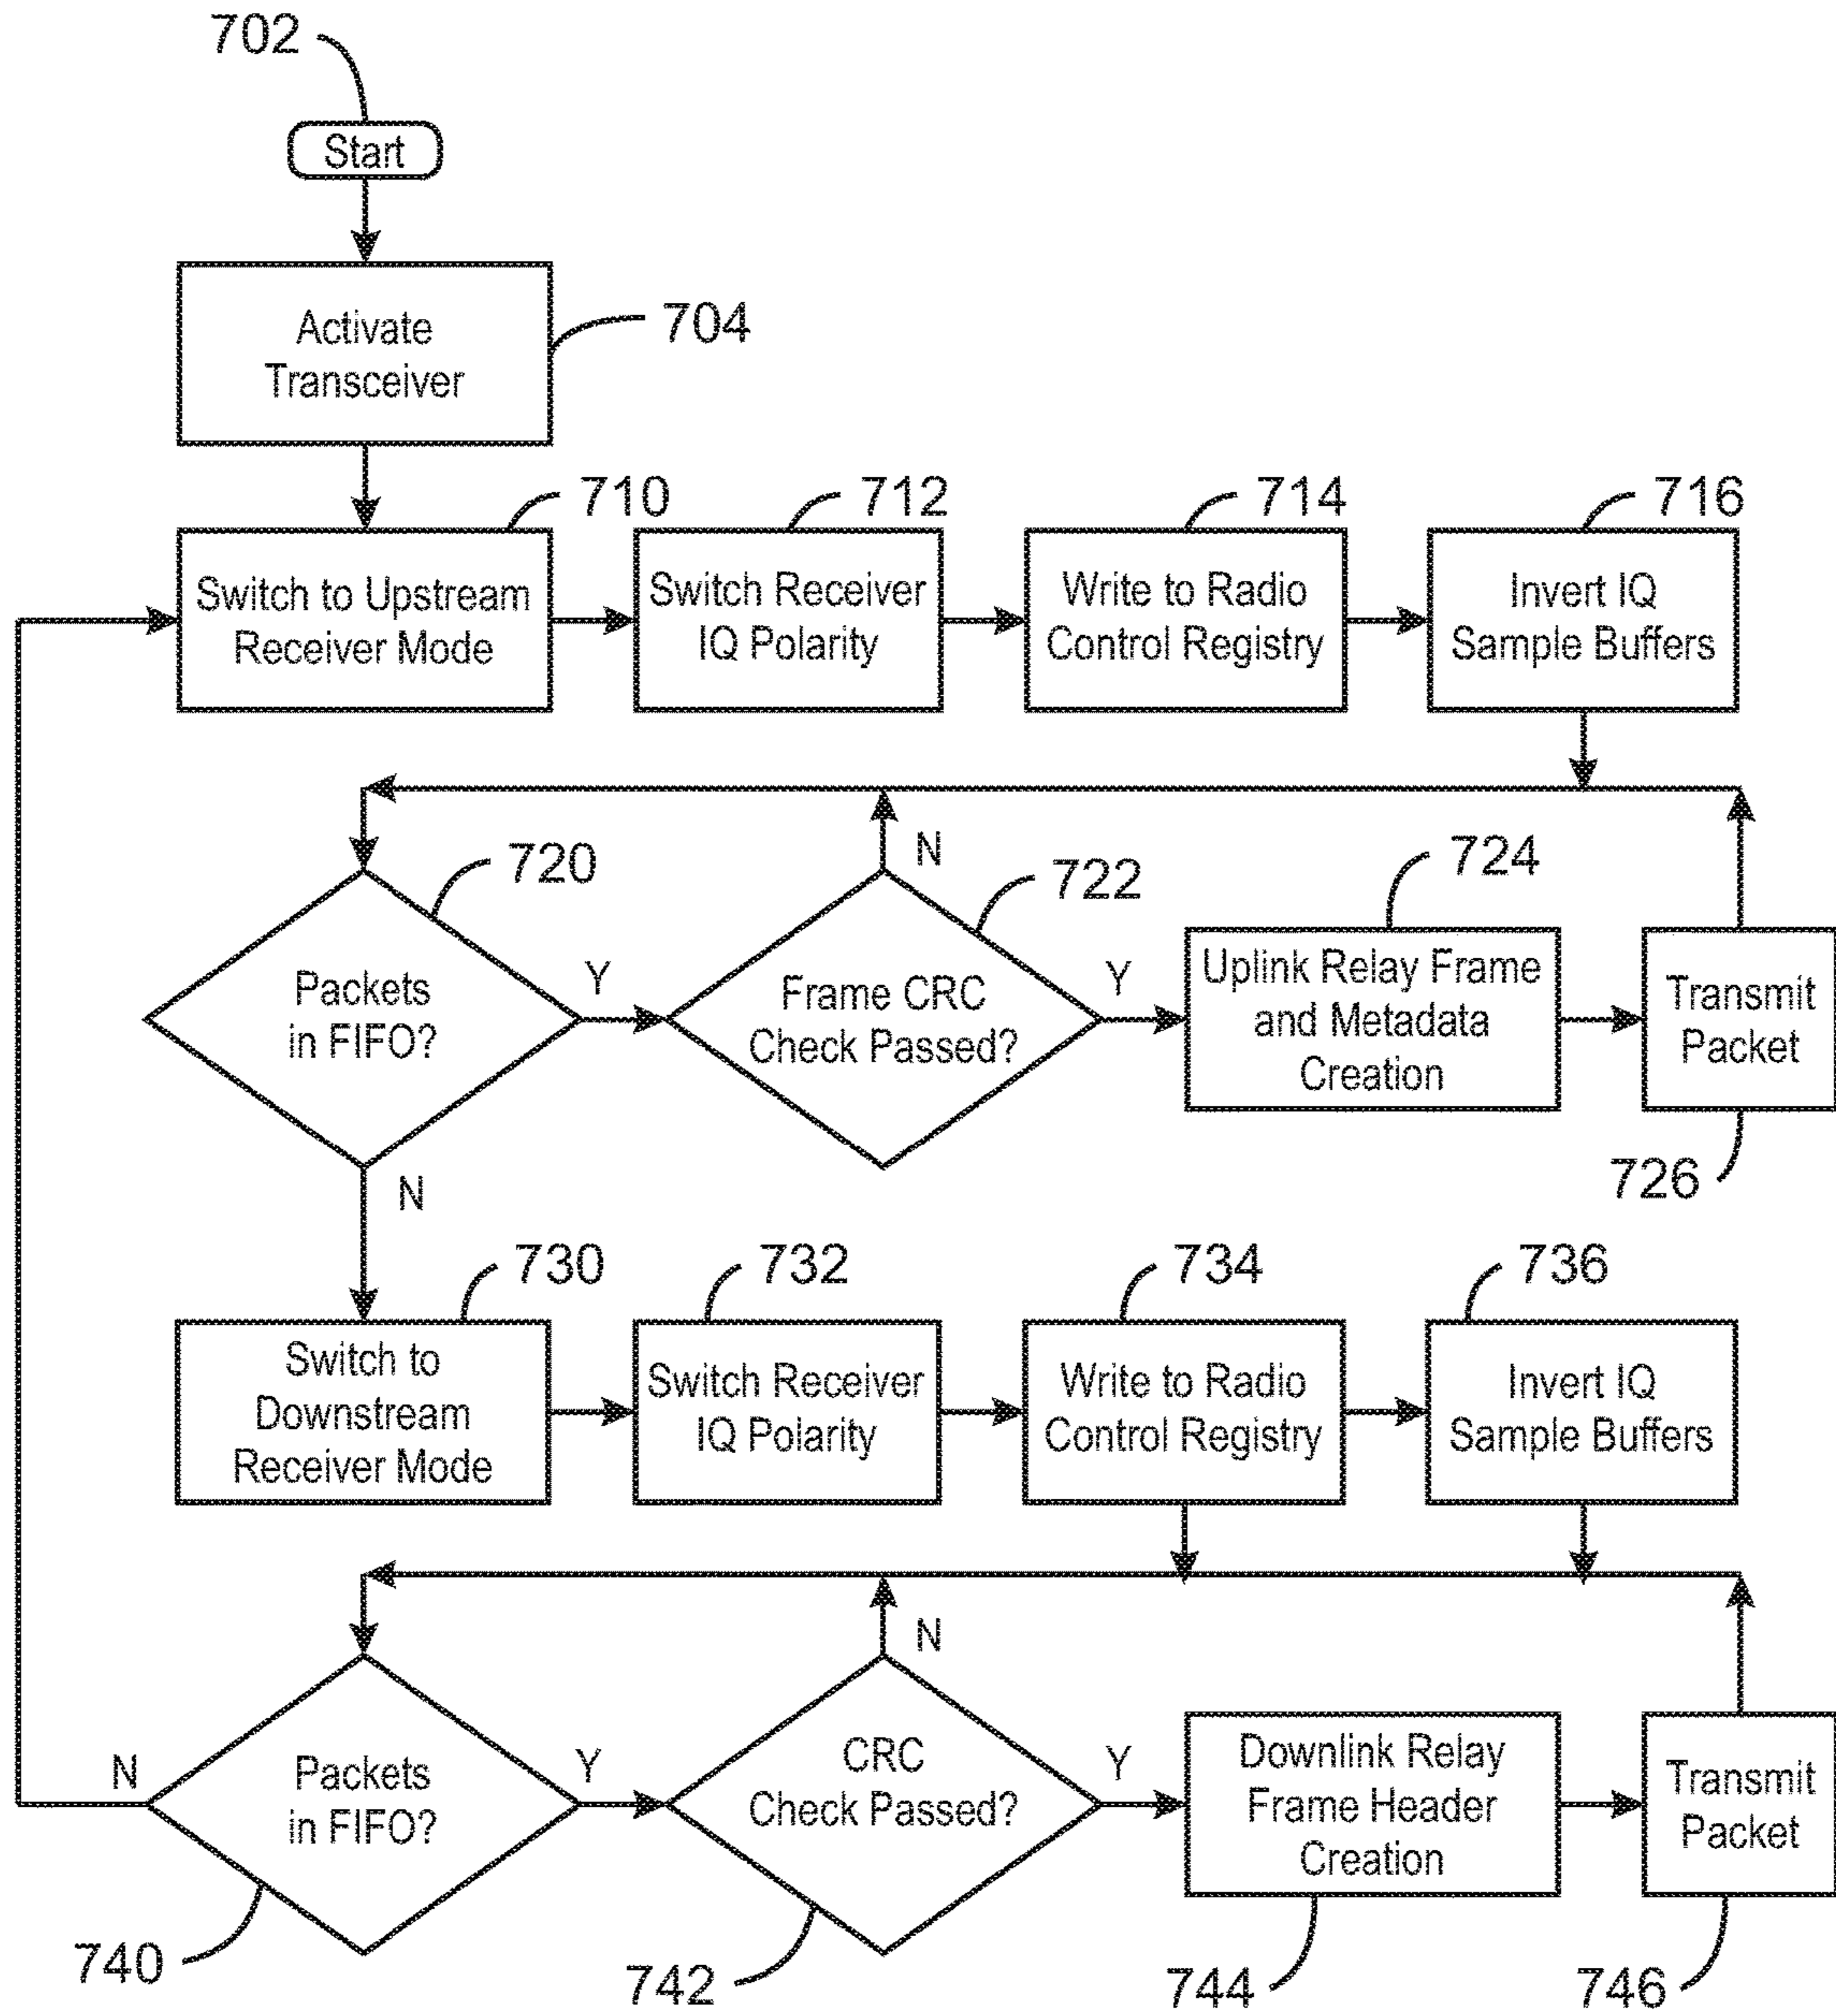 702
Start
Activate
Transceiver
704
710
712
714
716
Switch to Upstream
Receiver Mode
Switch Receiver
IQ Polarity
Write to Radio
Control Registry
Invert IQ
Sample Buffers
720
N
722
724
Packets
in FIFO?
Y
Frame CRC
Check Passed?
Y
Uplink Relay Frame
and Metadata
Creation
Transmit
Packet
N
726
730
732
734
736
Switch to
Downstream
Receiver Mode
Switch Receiver
IQ Polarity
Write to Radio
Control Registry
Invert IQ
Sample Buffers
N
N
Packets
in FIFO?
Y
CRC
Check Passed?
Y
Downlink Relay
Frame Header
Creation
Transmit
Packet
740
742
744
746